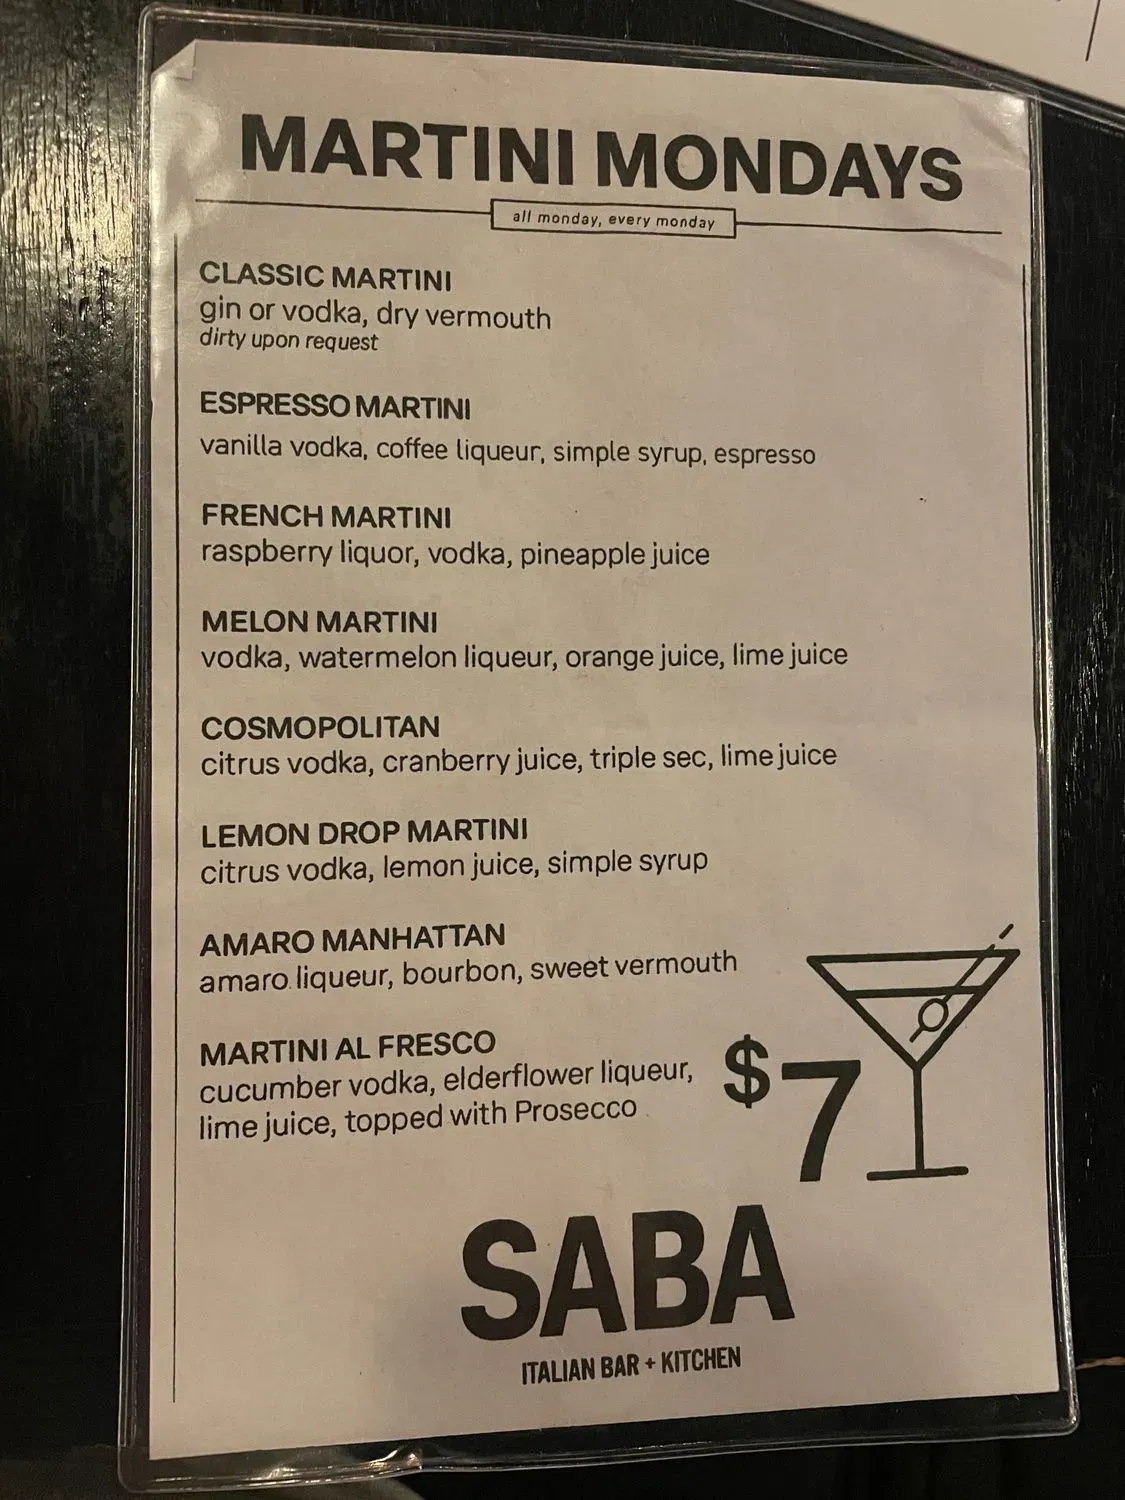 MARTINI MONDAYS
all monday, every monday
CLASSIC MARTINI
gin or vodka, dry vermouth
dirty upon request
ESPRESSO MARTINI
vanilla vodka, coffee liqueur, simple syrup, espresso
FRENCH MARTINI
raspberry liquor, vodka, pineapple juice
MELON MARTINI
vodka, watermelon liqueur, orange juice, lime juice
COSMOPOLITAN
citrus vodka, cranberry juice, triple sec, lime juice
LEMON DROP MARTINI
citrus vodka, lemon juice, simple syrup
AMARO MANHATTAN
amaro liqueur, bourbon, sweet vermouth
MARTINI AL FRESCO
cucumber vodka, elderflower liqueur,
lime juice, topped with Prosecco
$7
SABA
ITALIAN BAR + KITCHEN